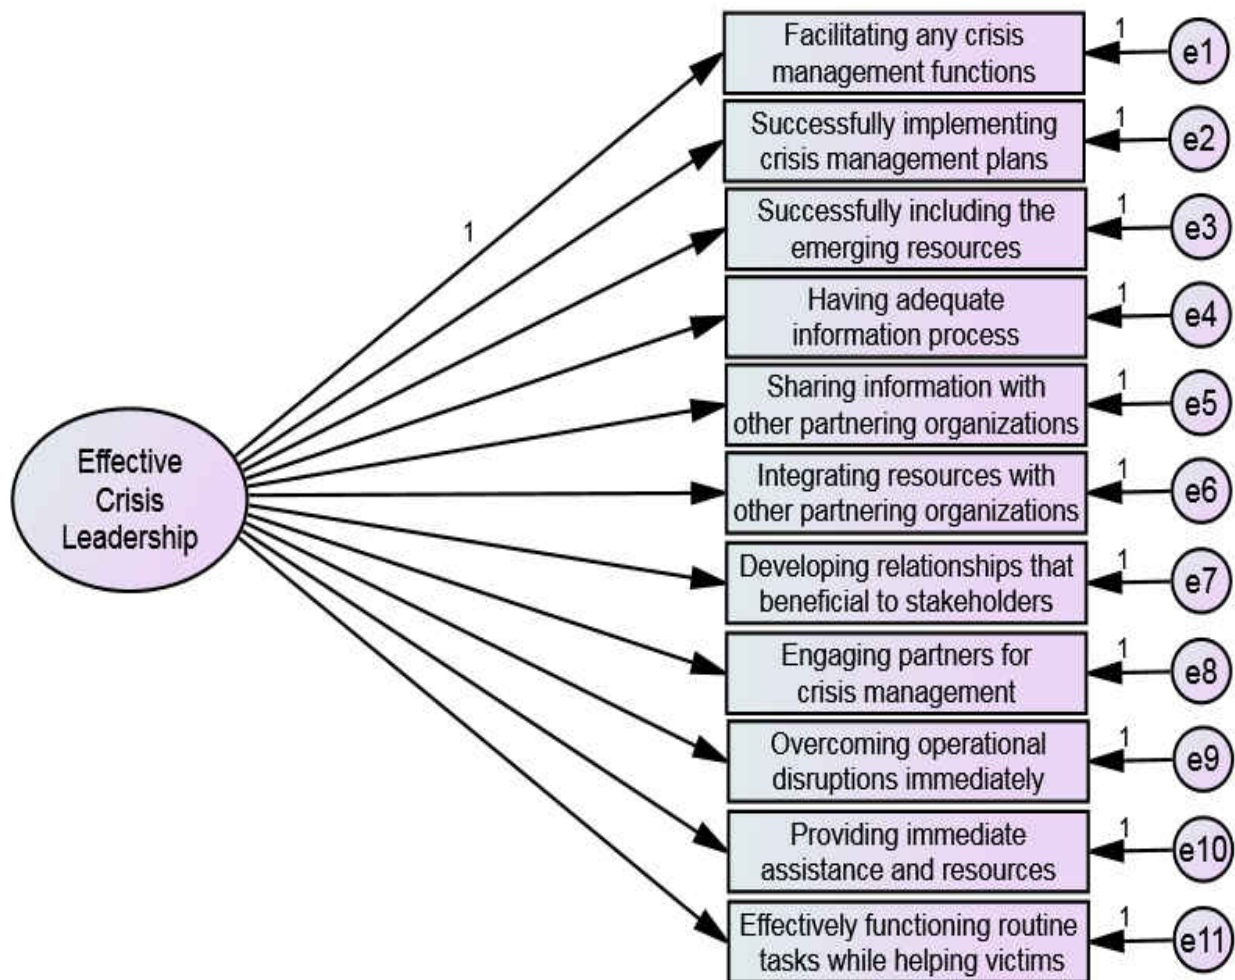 Facilitating any crisis
management functions
1
e1
Successfully implementing
crisis management plans
1
e2
Successfully including the
emerging resources
1
e3
1
Having adequate
information process
1
e4
Sharing information with
other partnering organizations
1
e5
Effective
Crisis
Leadership
Integrating resources with
other partnering organizations
1
e6
Developing relationships that
beneficial to stakeholders
1
e7
Engaging partners for
crisis management
1
e8
Overcoming operational
disruptions immediately
1
e9
Providing immediate
assistance and resources
1
e10
Effectively functioning routine
tasks while helping victims
1
e11